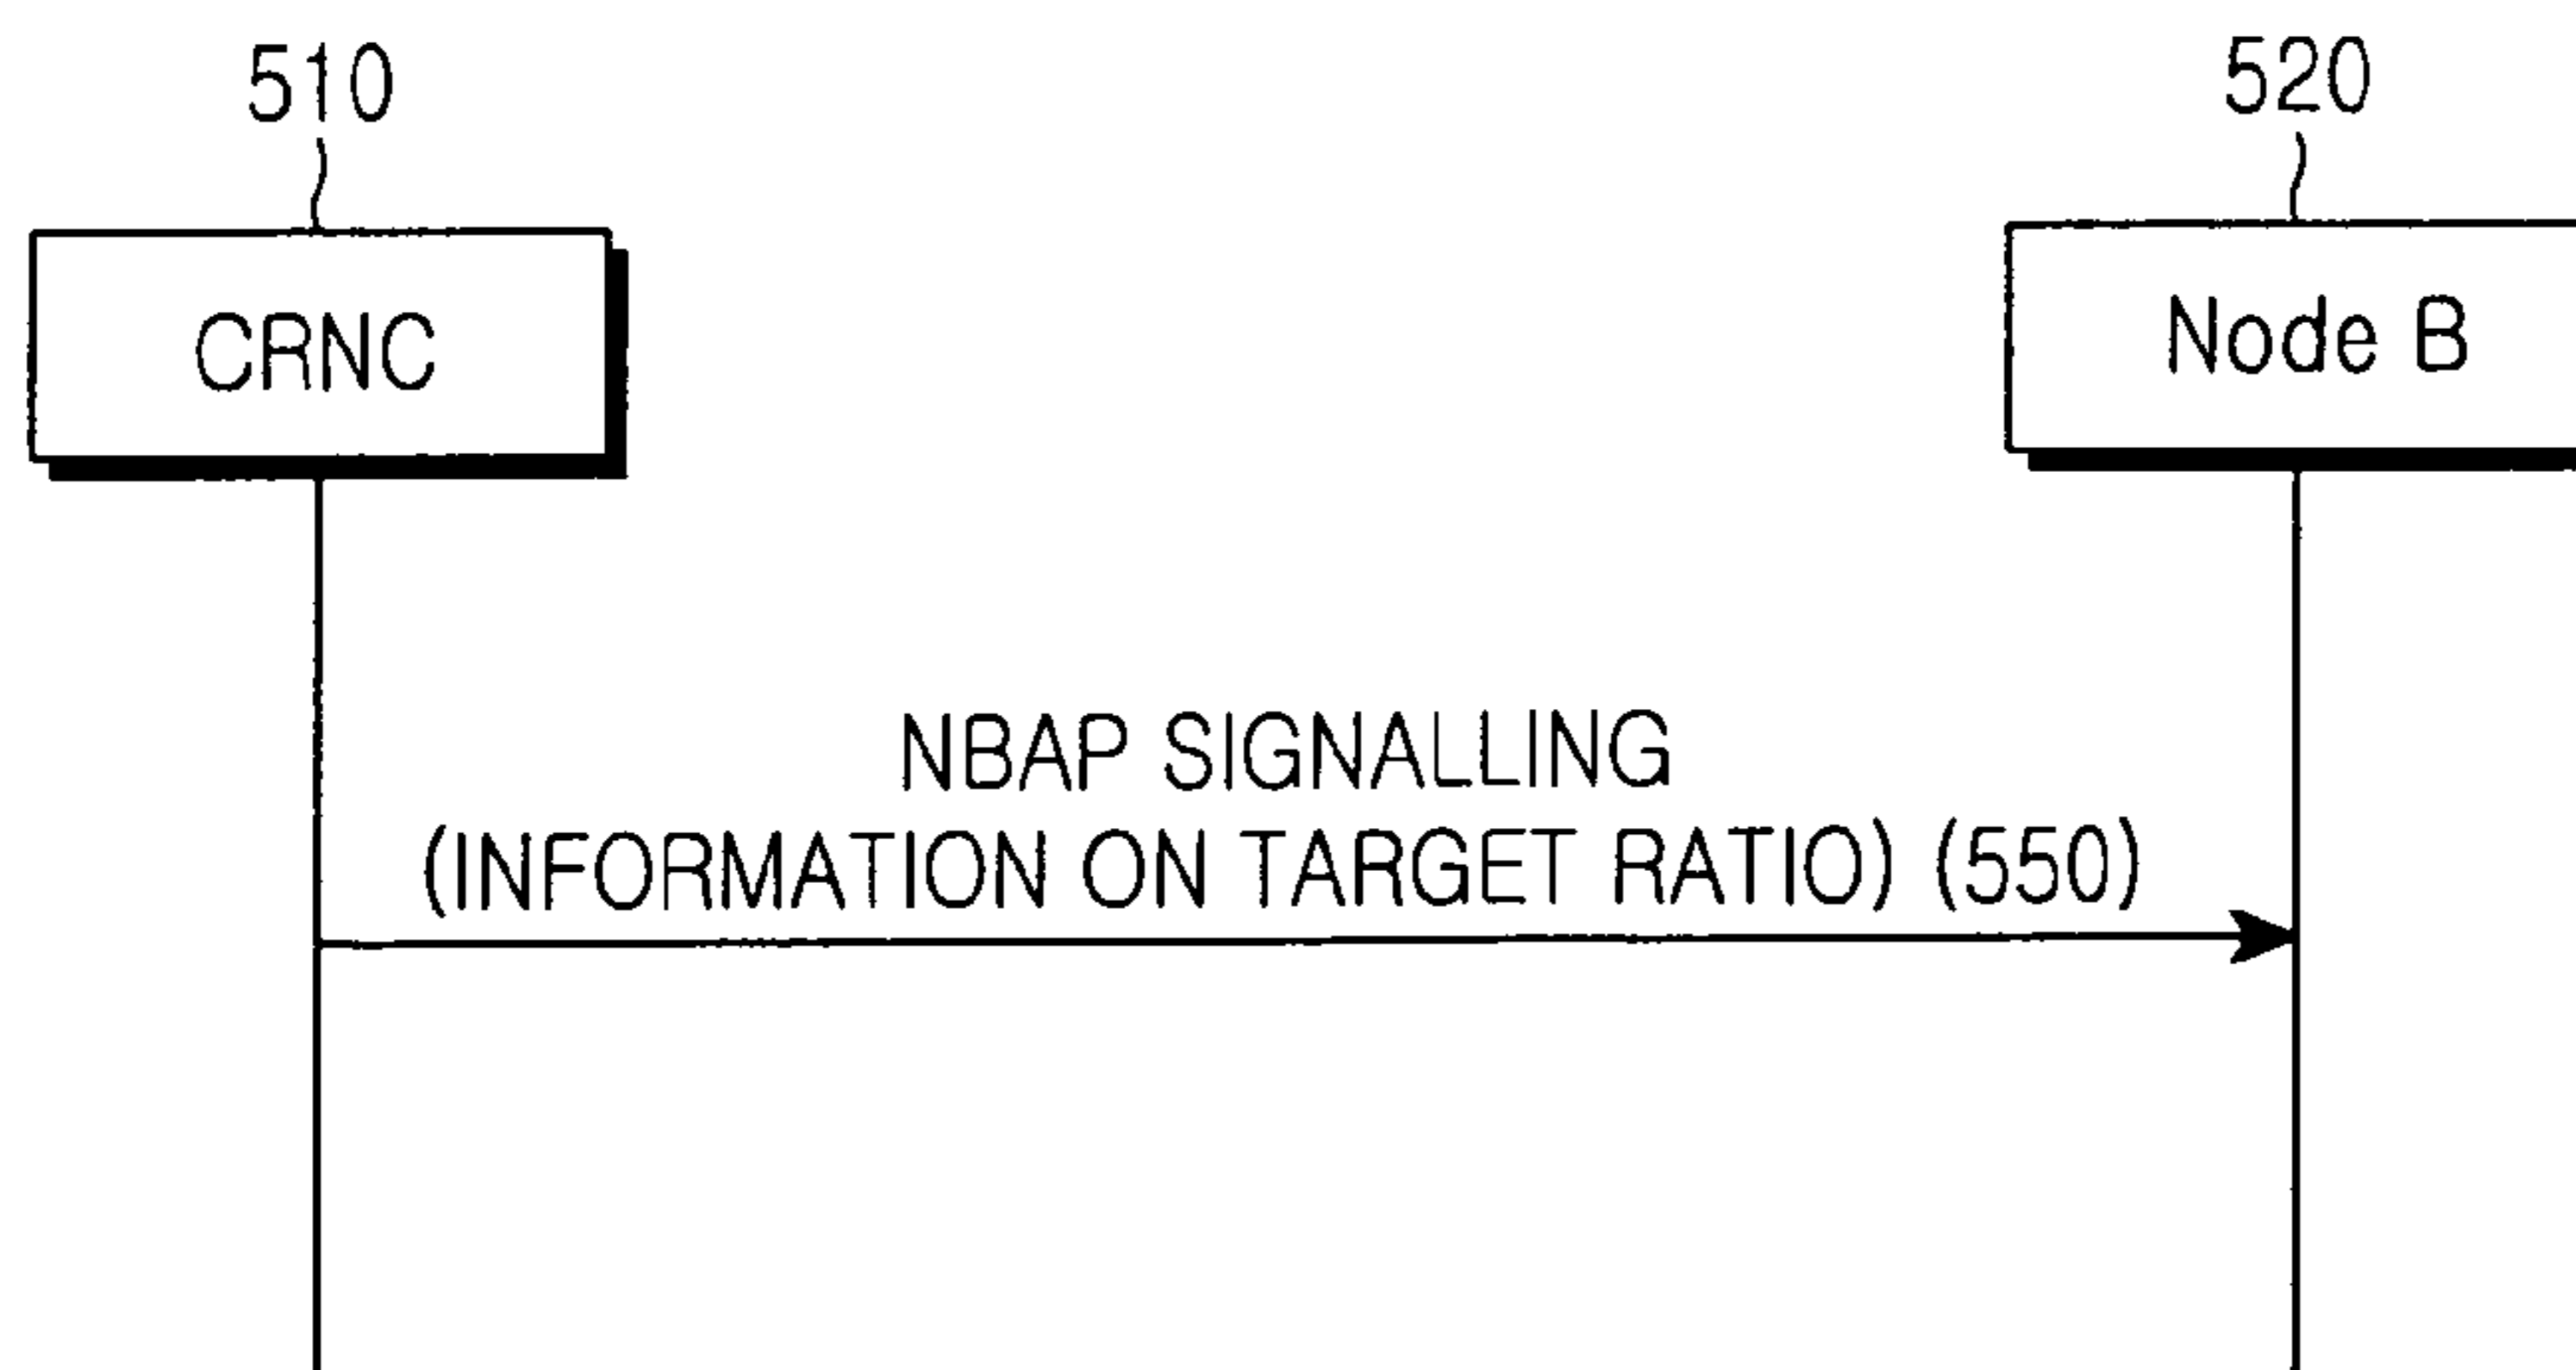 510
520
CRNC
Node B
NBAP SIGNALLING
(INFORMATION ON TARGET RATIO) (550)